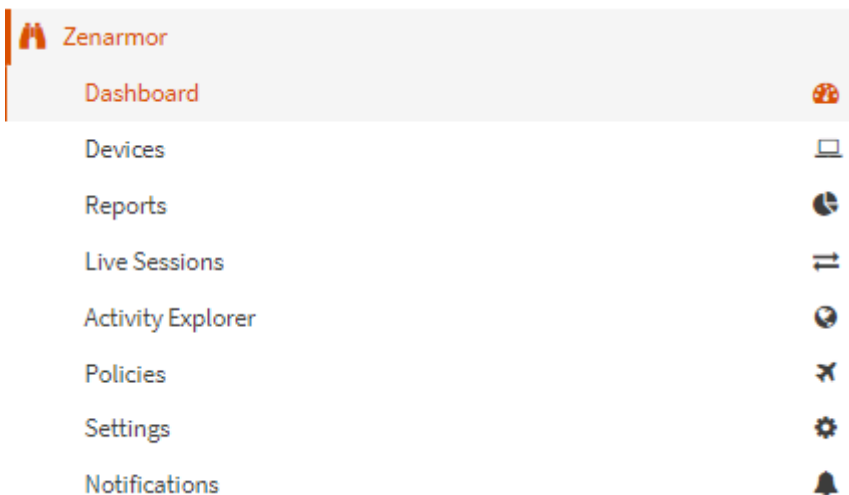 Zenarmor
Dashboard
Devices
Reports
Live Sessions
Activity Explorer
Policies
Settings
Notifications